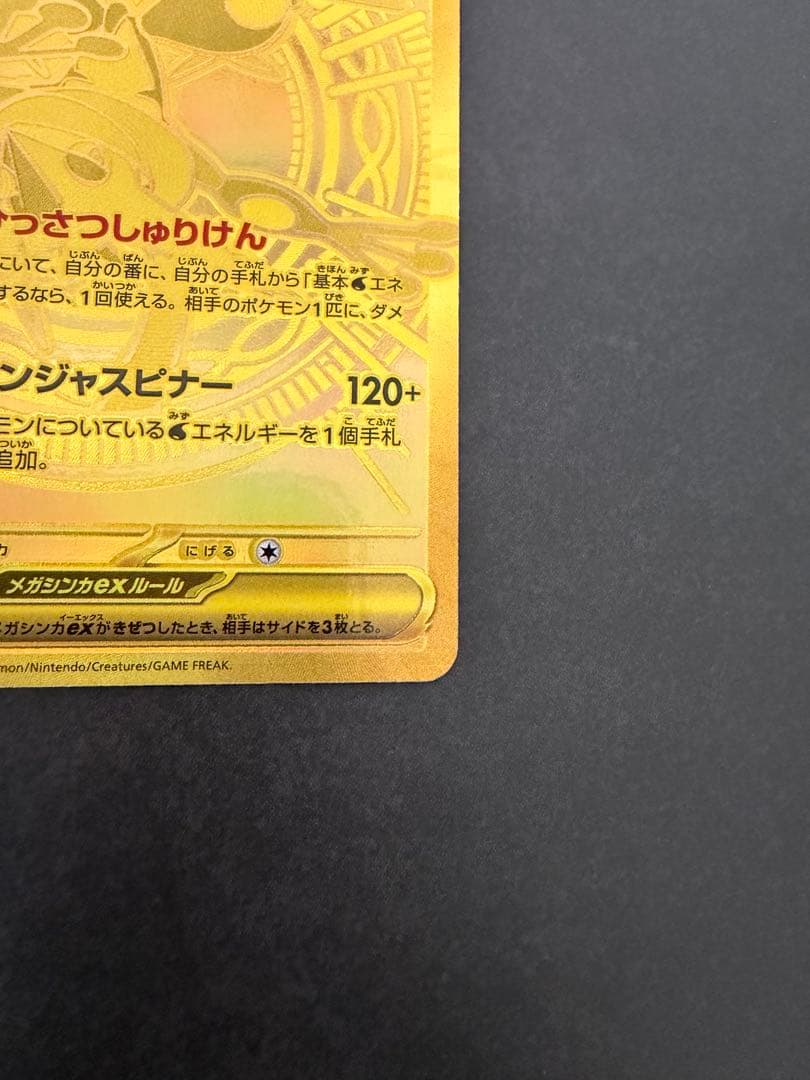 っさつしゅりけん
にいて、自分の番に、自分の手札から「基本エネ
するなら、1回使える。相手のポケモン1匹に、ダメ
ンジャスピナー 120+
モンについているエネルギーを1個手札
追加。
力 にげる
メガシンカexルール
ガシンカexがきぜつしたとき、相手はサイドを3枚とる。
mon/Nintendo/Creatures/GAME FREAK.